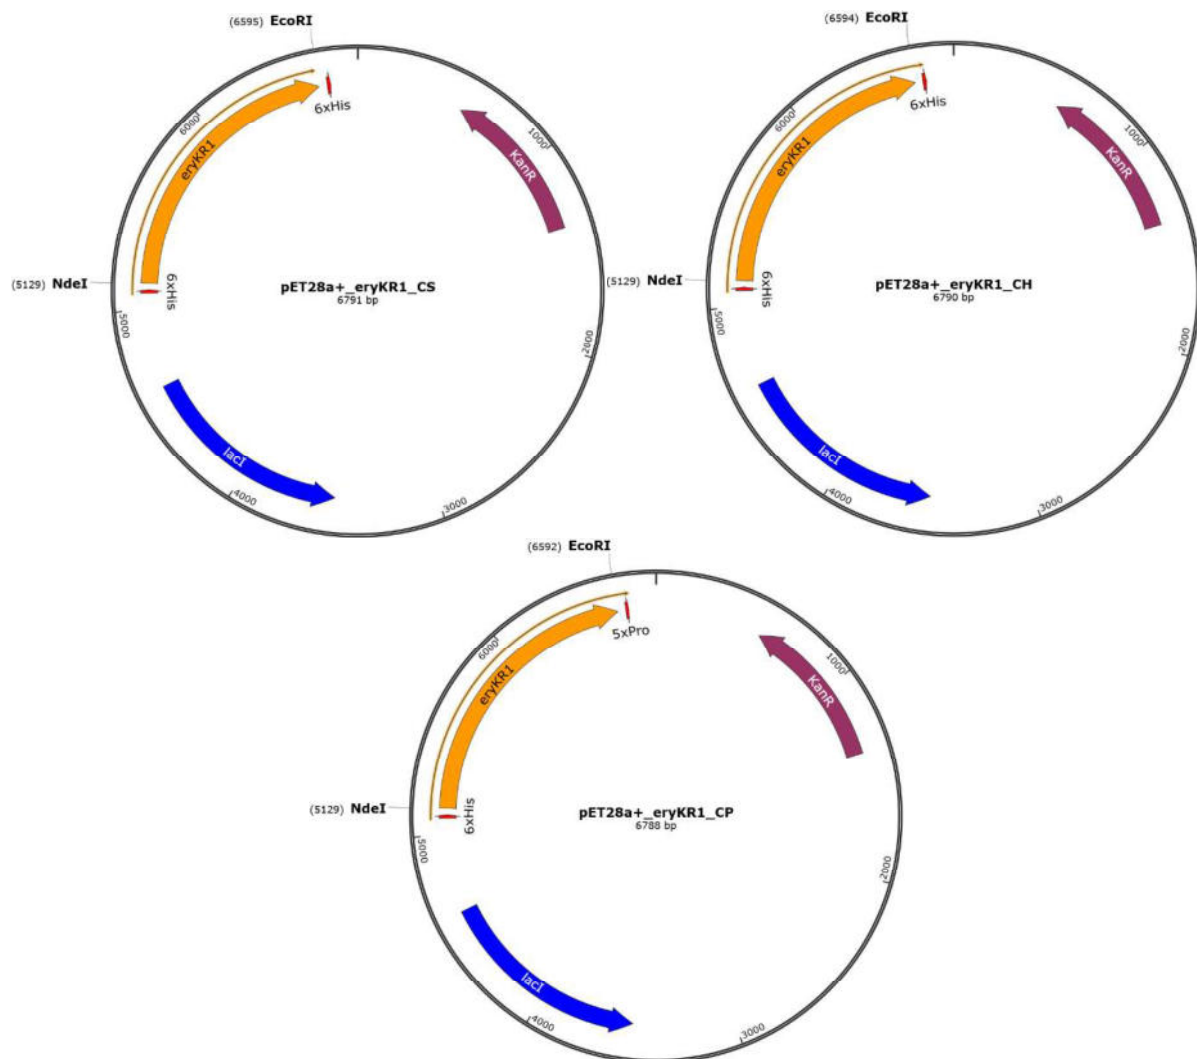 (6595) EcoRI
6xHis
6000
eryKR1
1000
KanR
(5129) NdeI
6xHis
5000
pET28a+_eryKR1_CS
6791 bp
2000
lacI
4000
3000
(6594) EcoRI
6xHis
6000
eryKR1
1000
KanR
(5129) NdeI
6xHis
5000
pET28a+_eryKR1_CH
6790 bp
2000
lacI
4000
3000
(6592) EcoRI
5xPro
6000
eryKR1
1000
KanR
(5129) NdeI
6xHis
5000
pET28a+_eryKR1_CP
6788 bp
2000
lacI
4000
3000